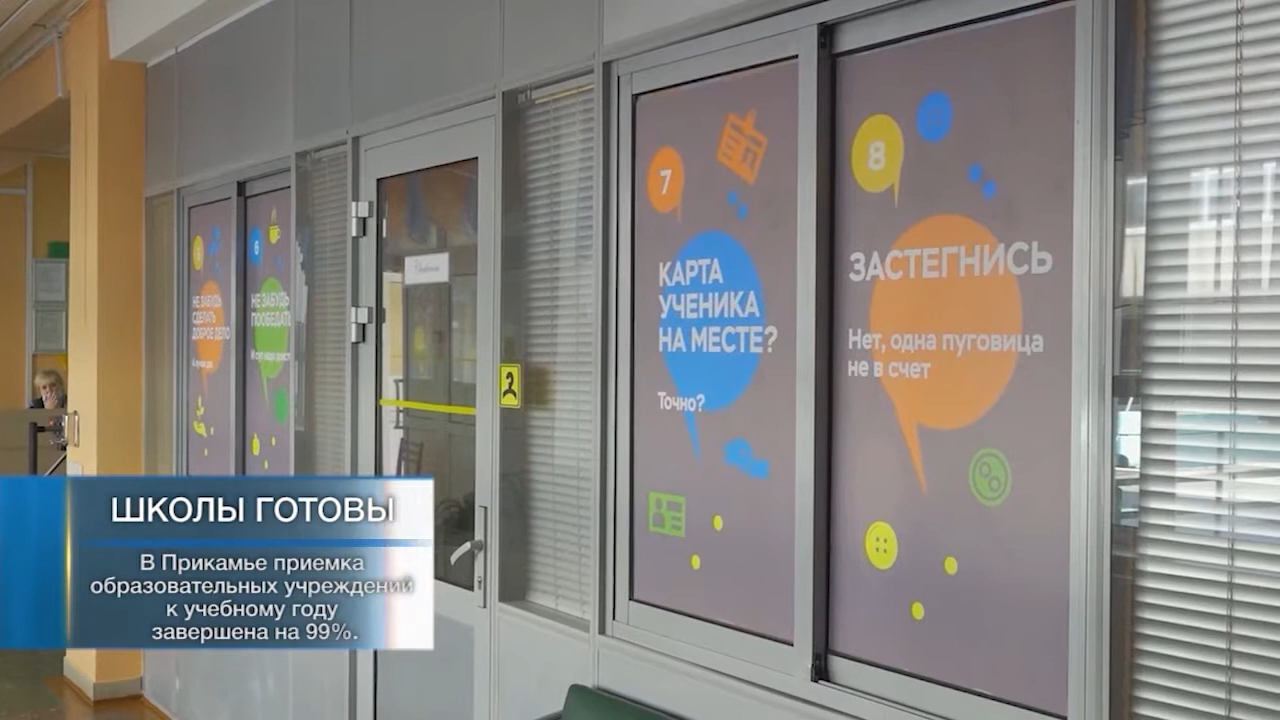 НЕ ЗАБУДЬ
СДЕЛАТЬ
ДОБРОЕ ДЕЛО
6
НЕ ЗАБУДЬ
ПООБЕДАТЬ
7
КАРТА
УЧЕНИКА
НА МЕСТЕ?
Точно?
8
ЗАСТЕГНИСЬ
Нет, одна пуговица
не в счет
ШКОЛЫ ГОТОВЫ
В Прикамье приемка
образовательных учреждений
к учебному году
завершена на 99%.